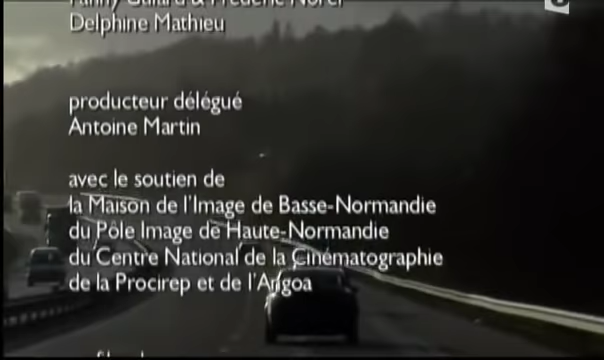 Delphine Mathieu
producteur délégué
Antoine Martin
avec le soutien de
la Maison de l'Image de Basse-Normandie
du Pôle Image de Haute-Normandie
du Centre National de la Cinématographie
de la Procirep et de l'Angoa